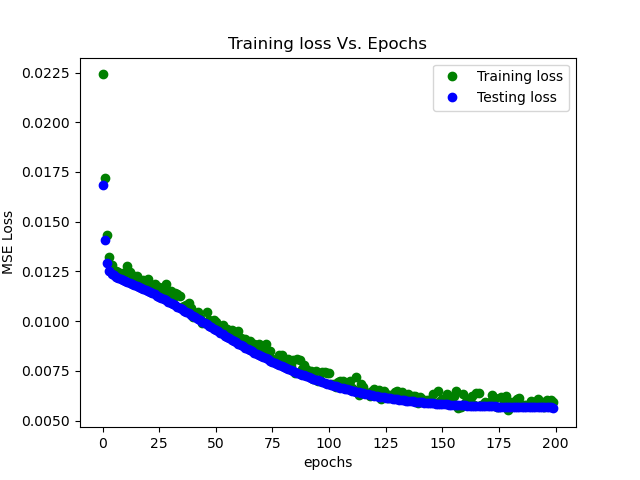 Training loss Vs. Epochs
MSE Loss
0.0225
0.0200
0.0175
0.0150
0.0125
0.0100
0.0075
0.0050
Training loss
Testing loss
0 25 50 75 100 125 150 175 200
epochs